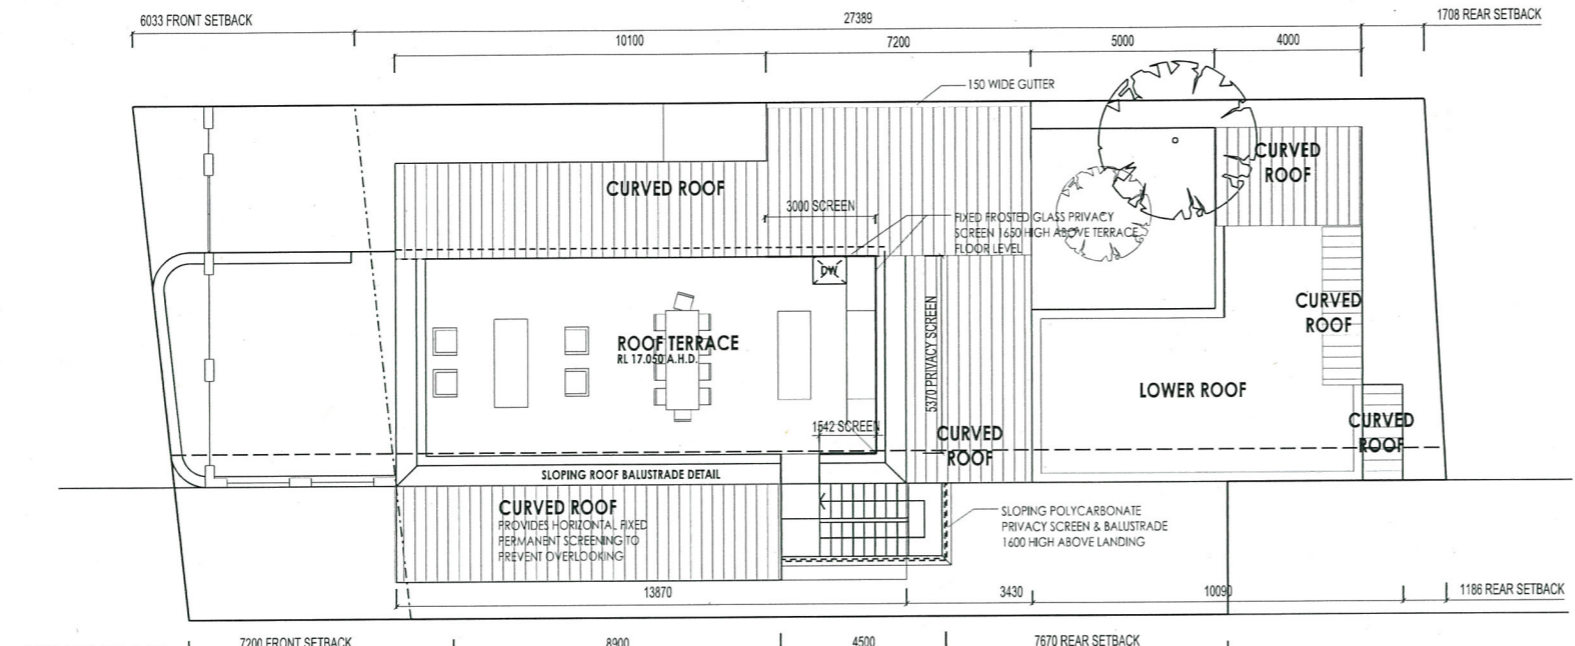 6033 FRONT SETBACK
27389
1708 REAR SETBACK
10100
7200
5000
4000
150 WIDE GUTTER
CURVED
ROOF
CURVED ROOF
3000 SCREEN
FIXED FROSTED GLASS PRIVACY
SCREEN 1650 HIGH ABOVE TERRACE
FLOOR LEVEL
DW
CURVED
ROOF
5370 PRIVACY SCREEN
ROOF TERRACE
RL 17.050 A.H.D.
LOWER ROOF
1542 SCREEN
CURVED
ROOF
CURVED
ROOF
SLOPING ROOF BALUSTRADE DETAIL
CURVED ROOF
PROVIDES HORIZONTAL FIXED
PERMANENT SCREENING TO
PREVENT OVERLOOKING
SLOPING POLYCARBONATE
PRIVACY SCREEN & BALUSTRADE
1600 HIGH ABOVE LANDING
13870
3430
10090
1186 REAR SETBACK
7200 FRONT SETBACK
8900
4500
7670 REAR SETBACK